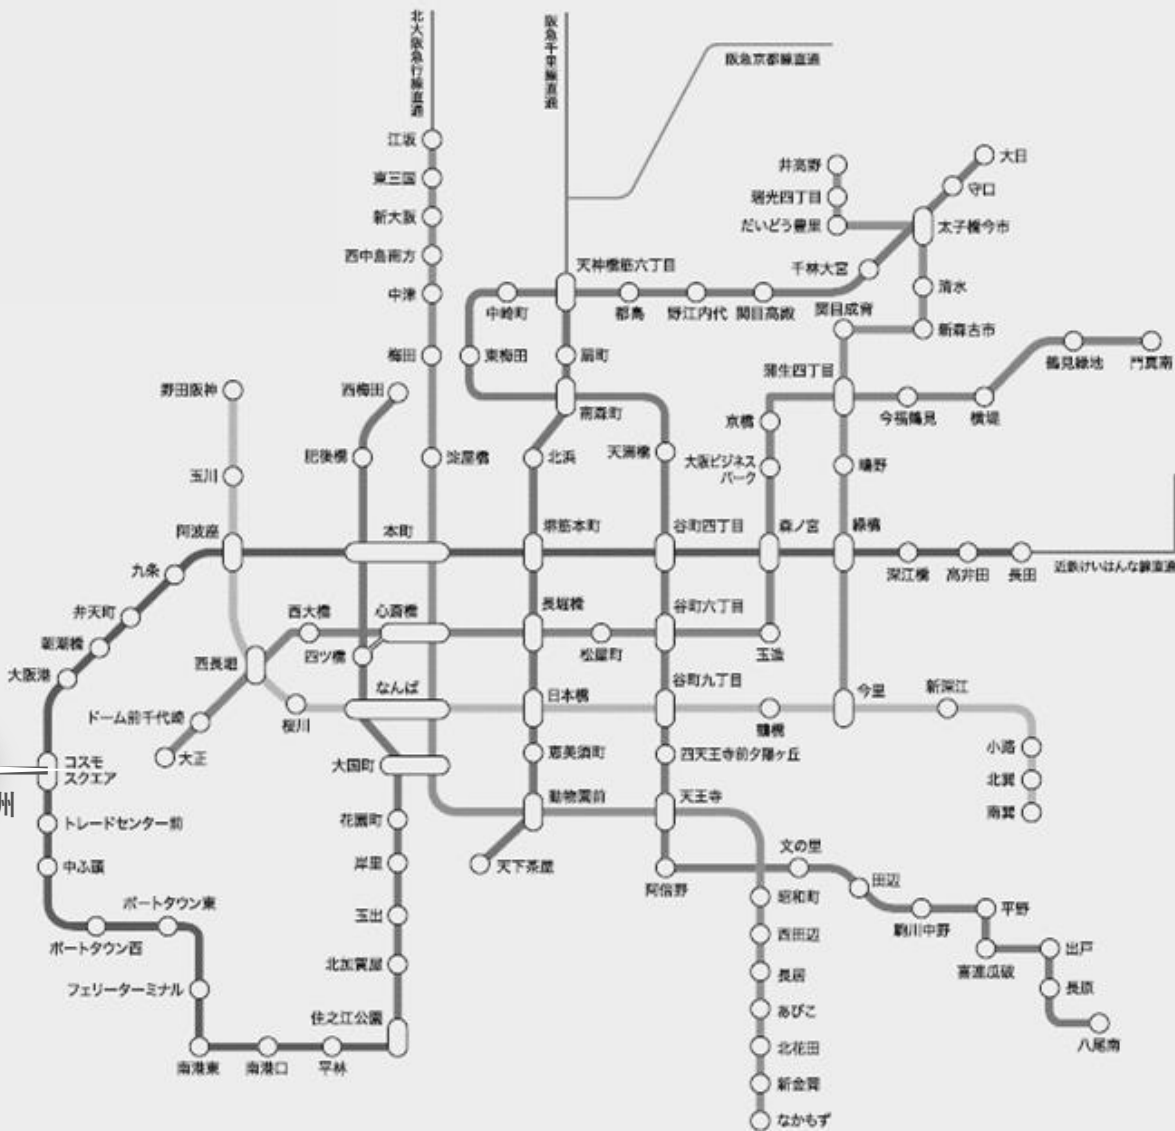 北大阪急行線直通
阪急千里線直通
阪急京都線直通
江坂
東三国
新大阪
西中島南方
中津
梅田
井高野
瑞光四丁目
だいどう豊里
大日
守口
太子橋今市
千林大宮
清水
天神橋筋六丁目
中崎町
都島
野江内代
関目高殿
関目成育
新森古市
東梅田
扇町
蒲生四丁目
鶴見緑地
門真南
野田阪神
西梅田
南森町
京橋
今福鶴見
横堤
肥後橋
淀屋橋
北浜
天満橋
大阪ビジネス
パーク
鴫野
玉川
阿波座
本町
堺筋本町
谷町四丁目
森ノ宮
緑橋
深江橋
高井田
長田
近鉄けいはんな線直通
九条
弁天町
朝潮橋
大阪港
西大橋
心斎橋
長堀橋
谷町六丁目
西長堀
四ツ橋
松屋町
玉造
ドーム前千代崎
大正
桜川
なんば
日本橋
谷町九丁目
鶴橋
今里
新深江
小路
北巽
南巽
コスモ
スクエア
州
大国町
恵美須町
四天王寺前夕陽ヶ丘
トレードセンター前
花園町
動物園前
天王寺
中ふ頭
岸里
天下茶屋
阿倍野
文の里
田辺
ポートタウン東
ポートタウン西
玉出
昭和町
駒川中野
平野
西田辺
喜連瓜破
出戸
フェリーターミナル
北加賀屋
長居
長原
住之江公園
あびこ
八尾南
南港東
南港口
平林
北花田
新金岡
なかもず